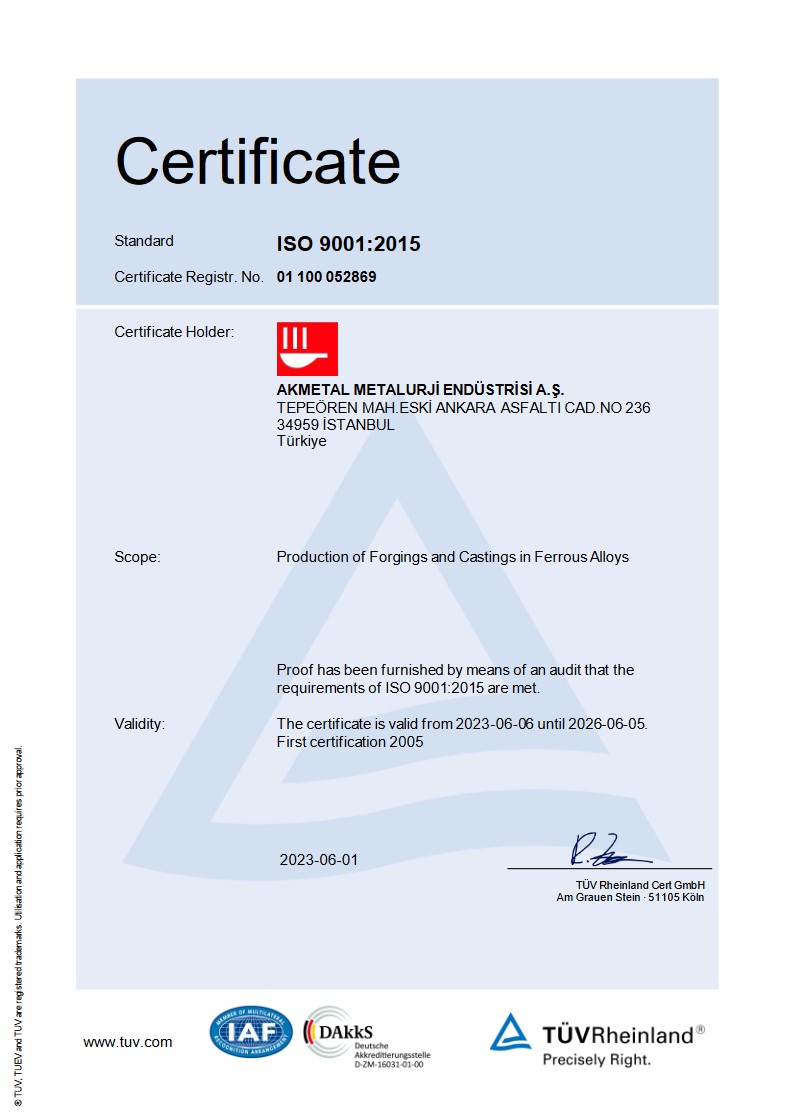 Certificate
Standard ISO 9001:2015
Certificate Registr. No. 01 100 052869
Certificate Holder:
AKMETAL METALURJİ ENDÜSTRİSİ A.Ş.
TEPEÖREN MAH.ESKİ ANKARA ASFALTI CAD.NO 236
34959 İSTANBUL
Türkiye
Scope: Production of Forgings and Castings in Ferrous Alloys
Proof has been furnished by means of an audit that the
requirements of ISO 9001:2015 are met.
Validity: The certificate is valid from 2023-06-06 until 2026-06-05.
First certification 2005
2023-06-01
TÜV Rheinland Cert GmbH
Am Grauen Stein · 51105 Köln
® TÜV, TUEV and TUV are registered trademarks. Utilisation and application requires prior approval.
www.tuv.com
MEMBER OF MULTILATERAL
IAF
RECOGNITION ARRANGEMENT
DAkkS
Deutsche
Akkreditierungsstelle
D-ZM-16031-01-00
TÜVRheinland®
Precisely Right.